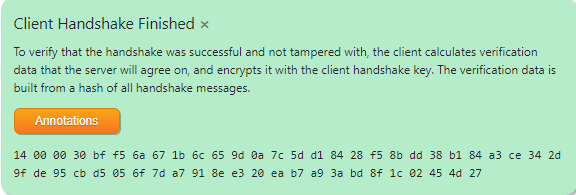 Client Handshake Finished ×
To verify that the handshake was successful and not tampered with, the client calculates verification
data that the server will agree on, and encrypts it with the client handshake key. The verification data is
built from a hash of all handshake messages.
Annotations
14 00 00 30 bf f5 6a 67 1b 6c 65 9d 0a 7c 5d d1 84 28 f5 8b dd 38 b1 84 a3 ce 34 2d
9f de 95 cb d5 05 6f 7d a7 91 8e e3 20 ea b7 a9 3a bd 8f 1c 02 45 4d 27